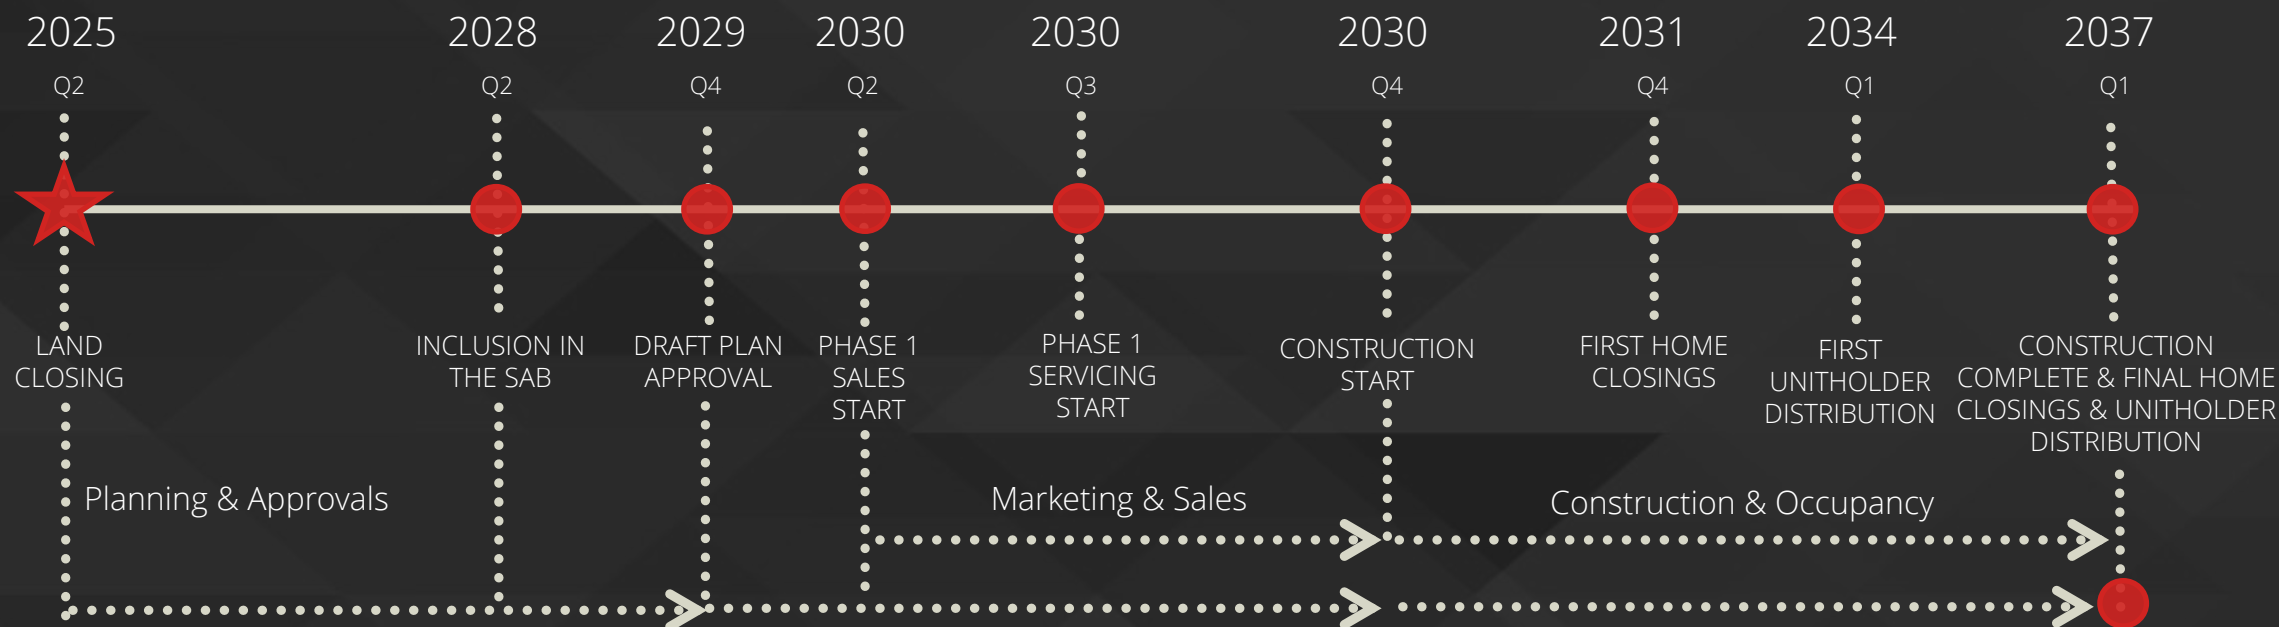 2025
2028
2029
2030
2030
2030
2031
2034
2037
Q2
Q2
Q4
Q2
Q3
Q4
Q4
Q1
Q1
LAND
CLOSING
INCLUSION IN
THE SAB
DRAFT PLAN
APPROVAL
PHASE 1
SALES
START
PHASE 1
SERVICING
START
CONSTRUCTION
START
FIRST HOME
CLOSINGS
FIRST
UNITHOLDER
DISTRIBUTION
CONSTRUCTION
COMPLETE & FINAL HOME
CLOSINGS & UNITHOLDER
DISTRIBUTION
Planning & Approvals
Marketing & Sales
Construction & Occupancy